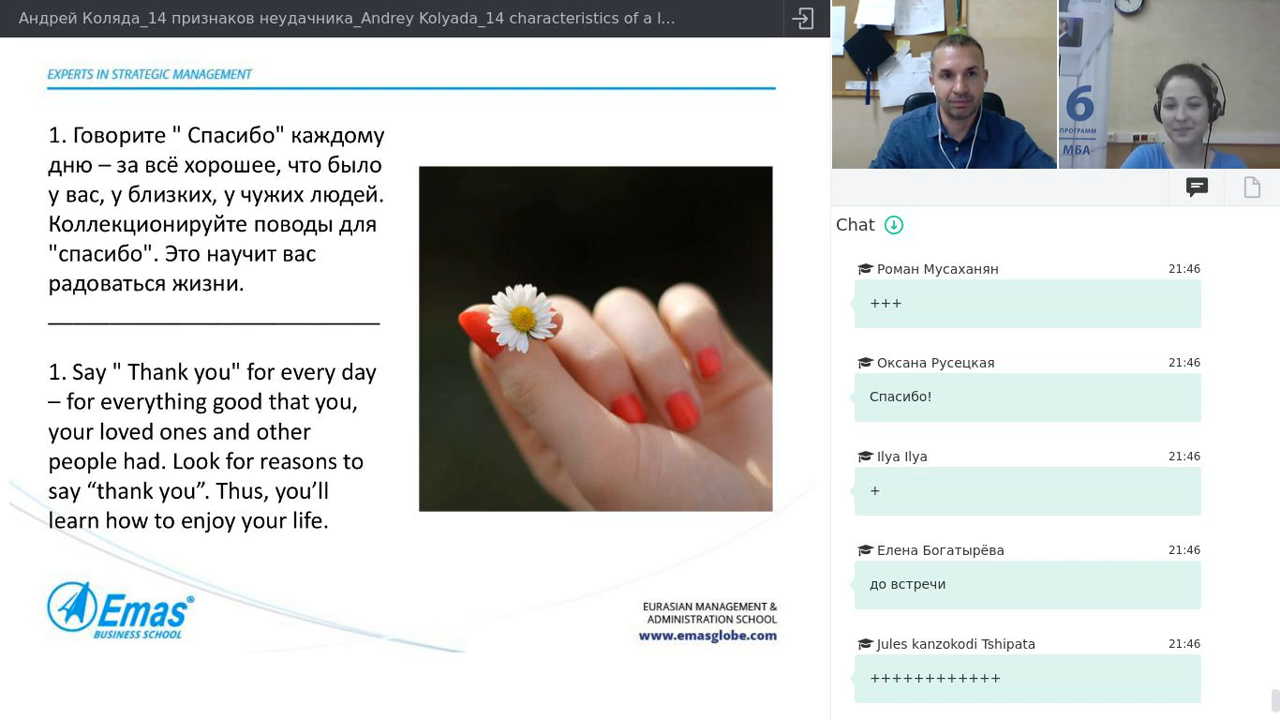 Андрей Коляда_14 признаков неудачника_Andrey Kolyada_14 characteristics of a l...
EXPERTS IN STRATEGIC MANAGEMENT
1. Говорите " Спасибо" каждому
дню – за всё хорошее, что было
у вас, у близких, у чужих людей.
Коллекционируйте поводы для
"спасибо". Это научит вас
радоваться жизни.
1. Say " Thank you" for every day
– for everything good that you,
your loved ones and other
people had. Look for reasons to
say “thank you”. Thus, you’ll
learn how to enjoy your life.
Emas®
BUSINESS SCHOOL
EURASIAN MANAGEMENT &
ADMINISTRATION SCHOOL
www.emasglobe.com
6
ПРОГРАММ
МБА
Chat
Роман Мусаханян 21:46
+++
Оксана Русецкая 21:46
Спасибо!
Ilya Ilya 21:46
+
Елена Богатырёва 21:46
до встречи
Jules kanzokodi Tshipata 21:46
++++++++++++